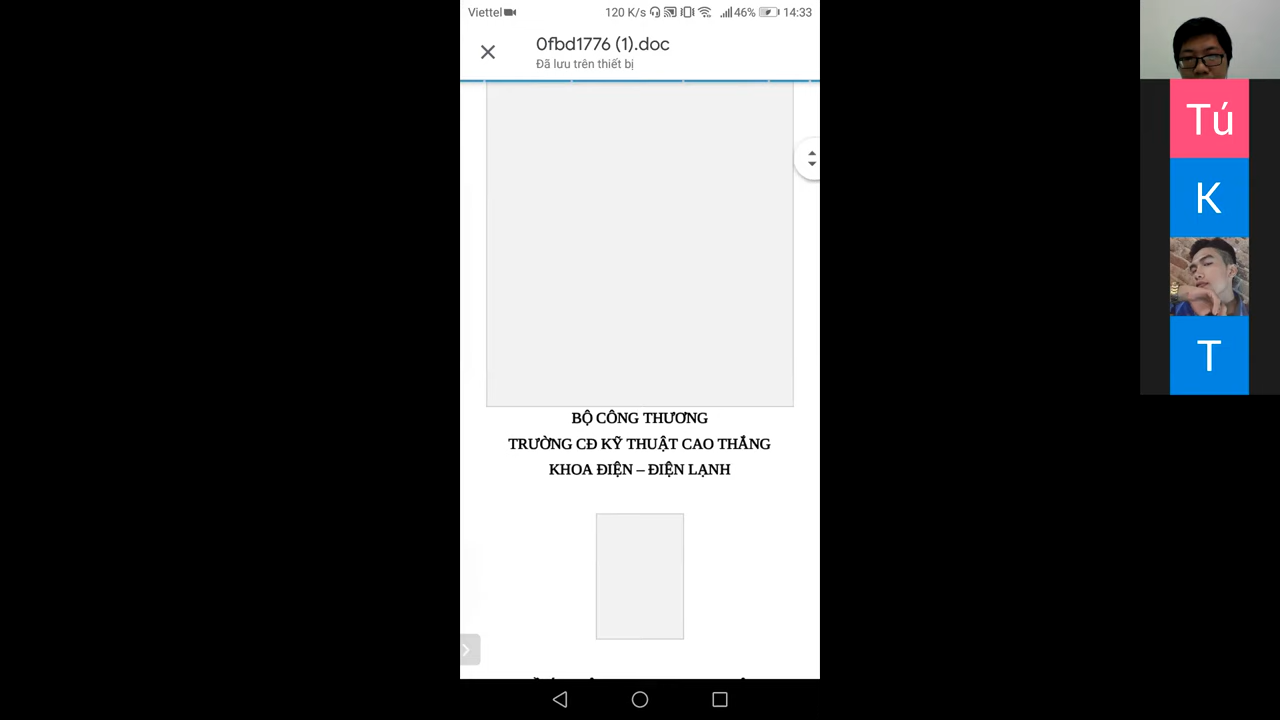 Viettel 120 K/s 46% 14:33
0fbd1776 (1).doc
Đã lưu trên thiết bị
BỘ CÔNG THƯƠNG
TRƯỜNG CĐ KỸ THUẬT CAO THẮNG
KHOA ĐIỆN – ĐIỆN LẠNH
Tú
K
T